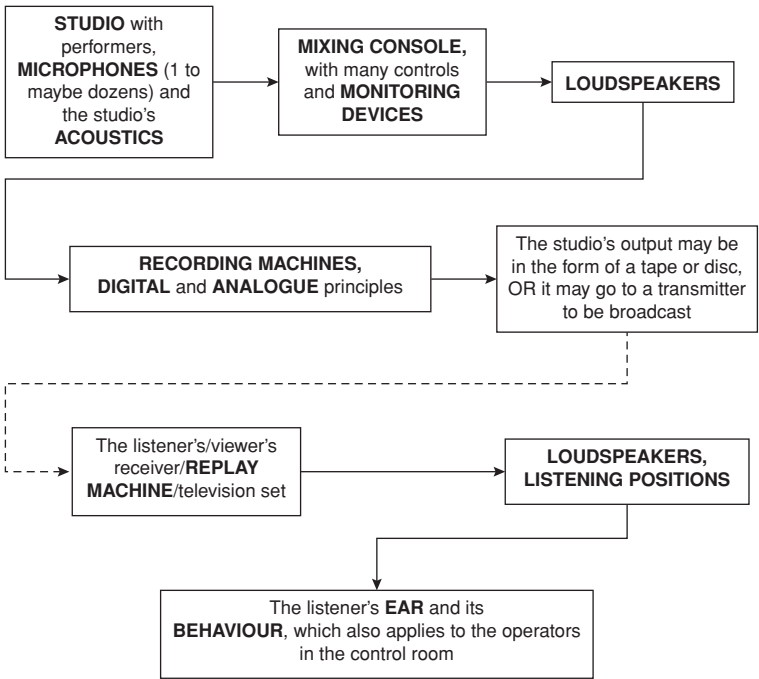 STUDIO with
performers,
MICROPHONES (1 to
maybe dozens) and
the studio's
ACOUSTICS
MIXING CONSOLE,
with many controls
and MONITORING
DEVICES
LOUDSPEAKERS
RECORDING MACHINES,
DIGITAL and ANALOGUE principles
The studio's output may be
in the form of a tape or disc,
OR it may go to a transmitter
to be broadcast
The listener's/viewer's
receiver/REPLAY
MACHINE/television set
LOUDSPEAKERS,
LISTENING POSITIONS
The listener's EAR and its
BEHAVIOUR, which also applies to the operators
in the control room